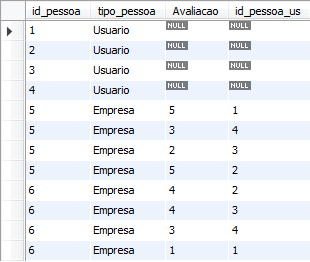 id_pessoa tipo_pessoa Avaliacao id_pessoa_us
1 Usuario NULL NULL
2 Usuario NULL NULL
3 Usuario NULL NULL
4 Usuario NULL NULL
5 Empresa 5 1
5 Empresa 3 4
5 Empresa 2 3
5 Empresa 5 2
6 Empresa 4 2
6 Empresa 4 3
6 Empresa 3 4
6 Empresa 1 1